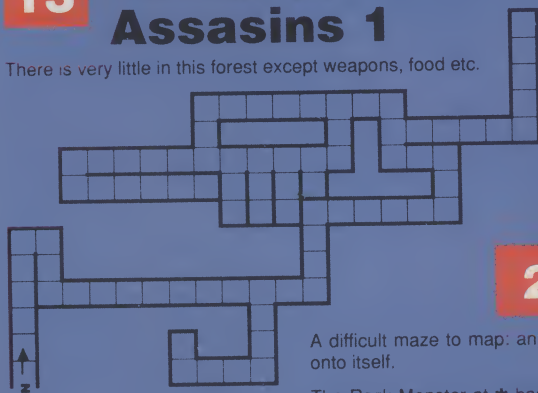 Assasins 1
There is very little in this forest except weapons, food etc.
2
A difficult maze to map: an
onto itself.
N